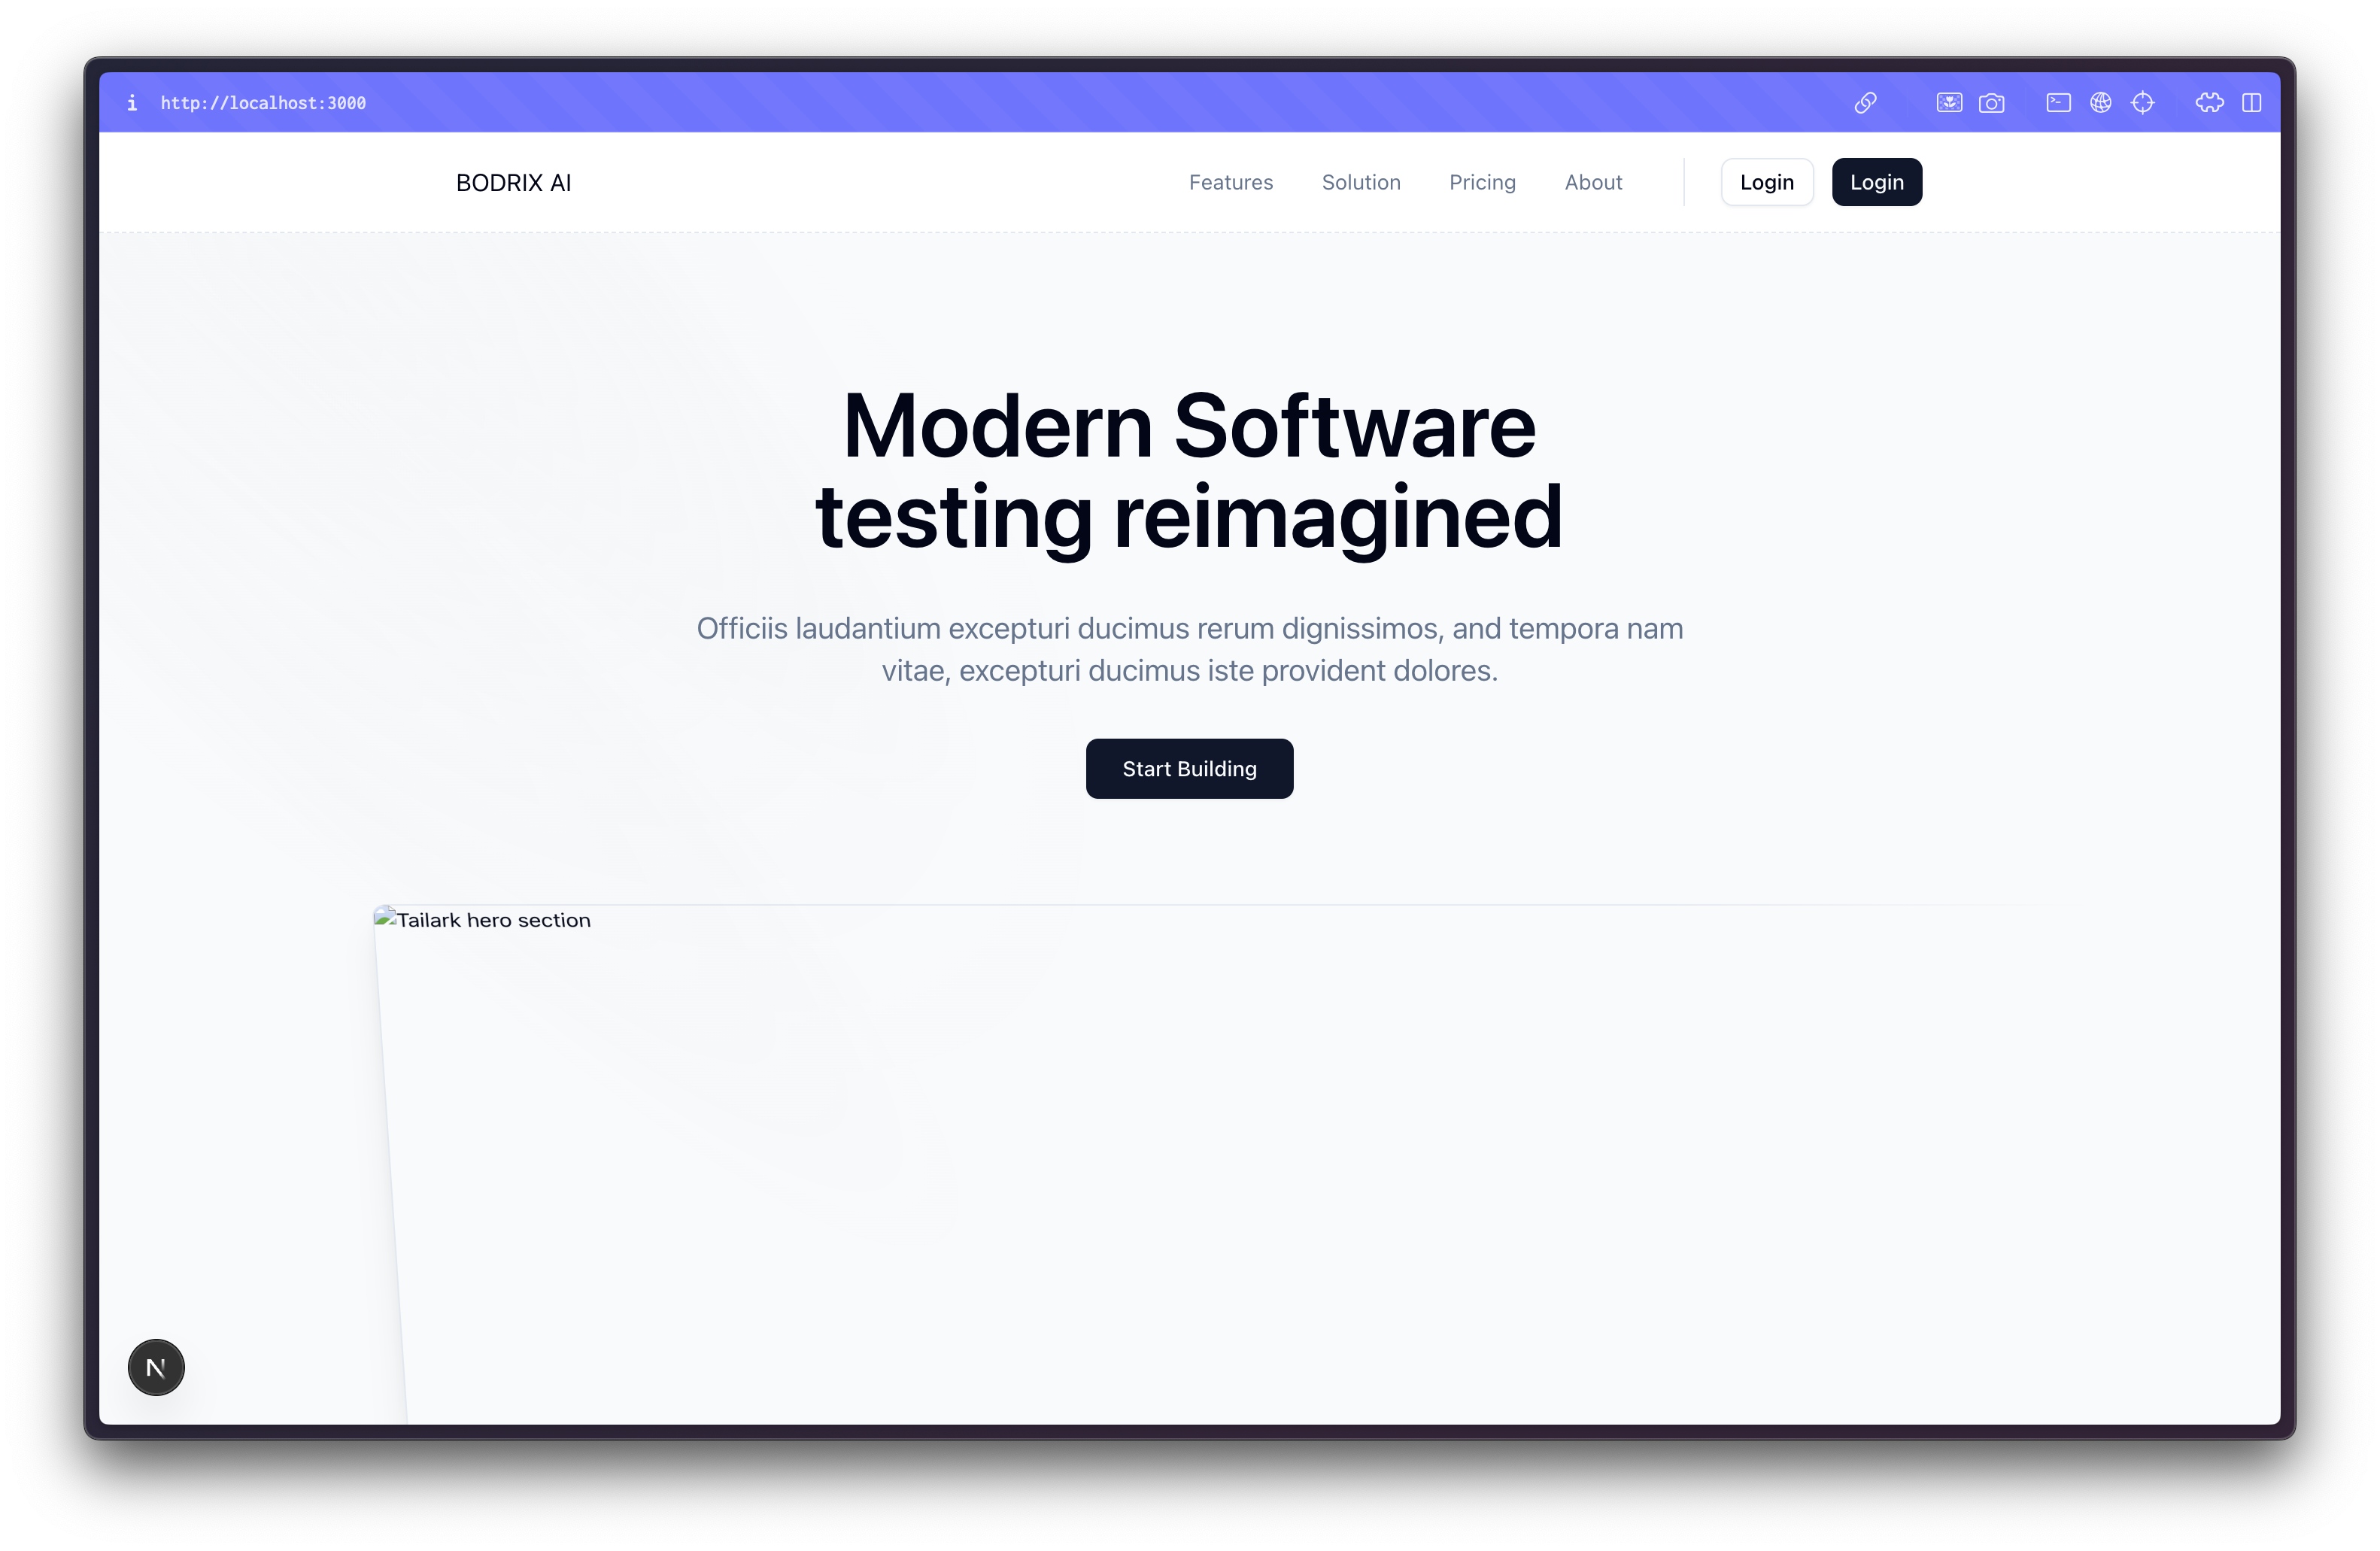 i http://localhost:3000
BODRIX AI
Features Solution Pricing About Login Login
Modern Software
testing reimagined
Officiis laudantium excepturi ducimus rerum dignissimos, and tempora nam
vitae, excepturi ducimus iste provident dolores.
Start Building
Tailark hero section
N